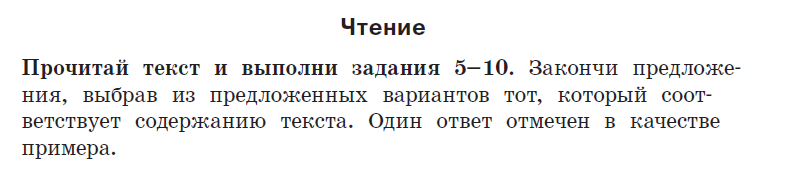 Чтение
Прочитай текст и выполни задания 5–10. Закончи предложе-
ния, выбрав из предложенных вариантов тот, который соот-
ветствует содержанию текста. Один ответ отмечен в качестве
примера.